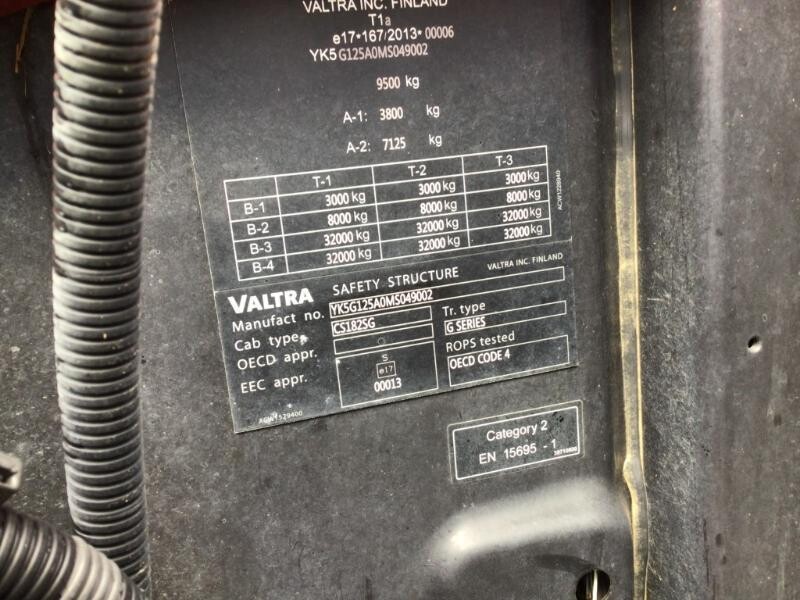 VALTRA INC. FINLAND
T1a
e17*167/2013*00006
YK5G125A0MS049002
9500 kg
A-1: 3800 kg
A-2: 7125 kg
T-1 T-2 T-3
B-1 3000 kg 3000 kg 3000 kg
B-2 8000 kg 8000 kg 8000 kg
B-3 32000 kg 32000 kg 32000 kg
B-4 32000 kg 32000 kg 32000 kg
ACW1229940
VALTRA SAFETY STRUCTURE VALTRA INC. FINLAND
Manufact no. YK5G125A0MS049002
Cab type. CS182SG Tr. type
OECD appr. G SERIES
EEC appr. S ROPS tested
e17 OECD CODE 4
00013
ACW1529400
Category 2
EN 15695 - 1